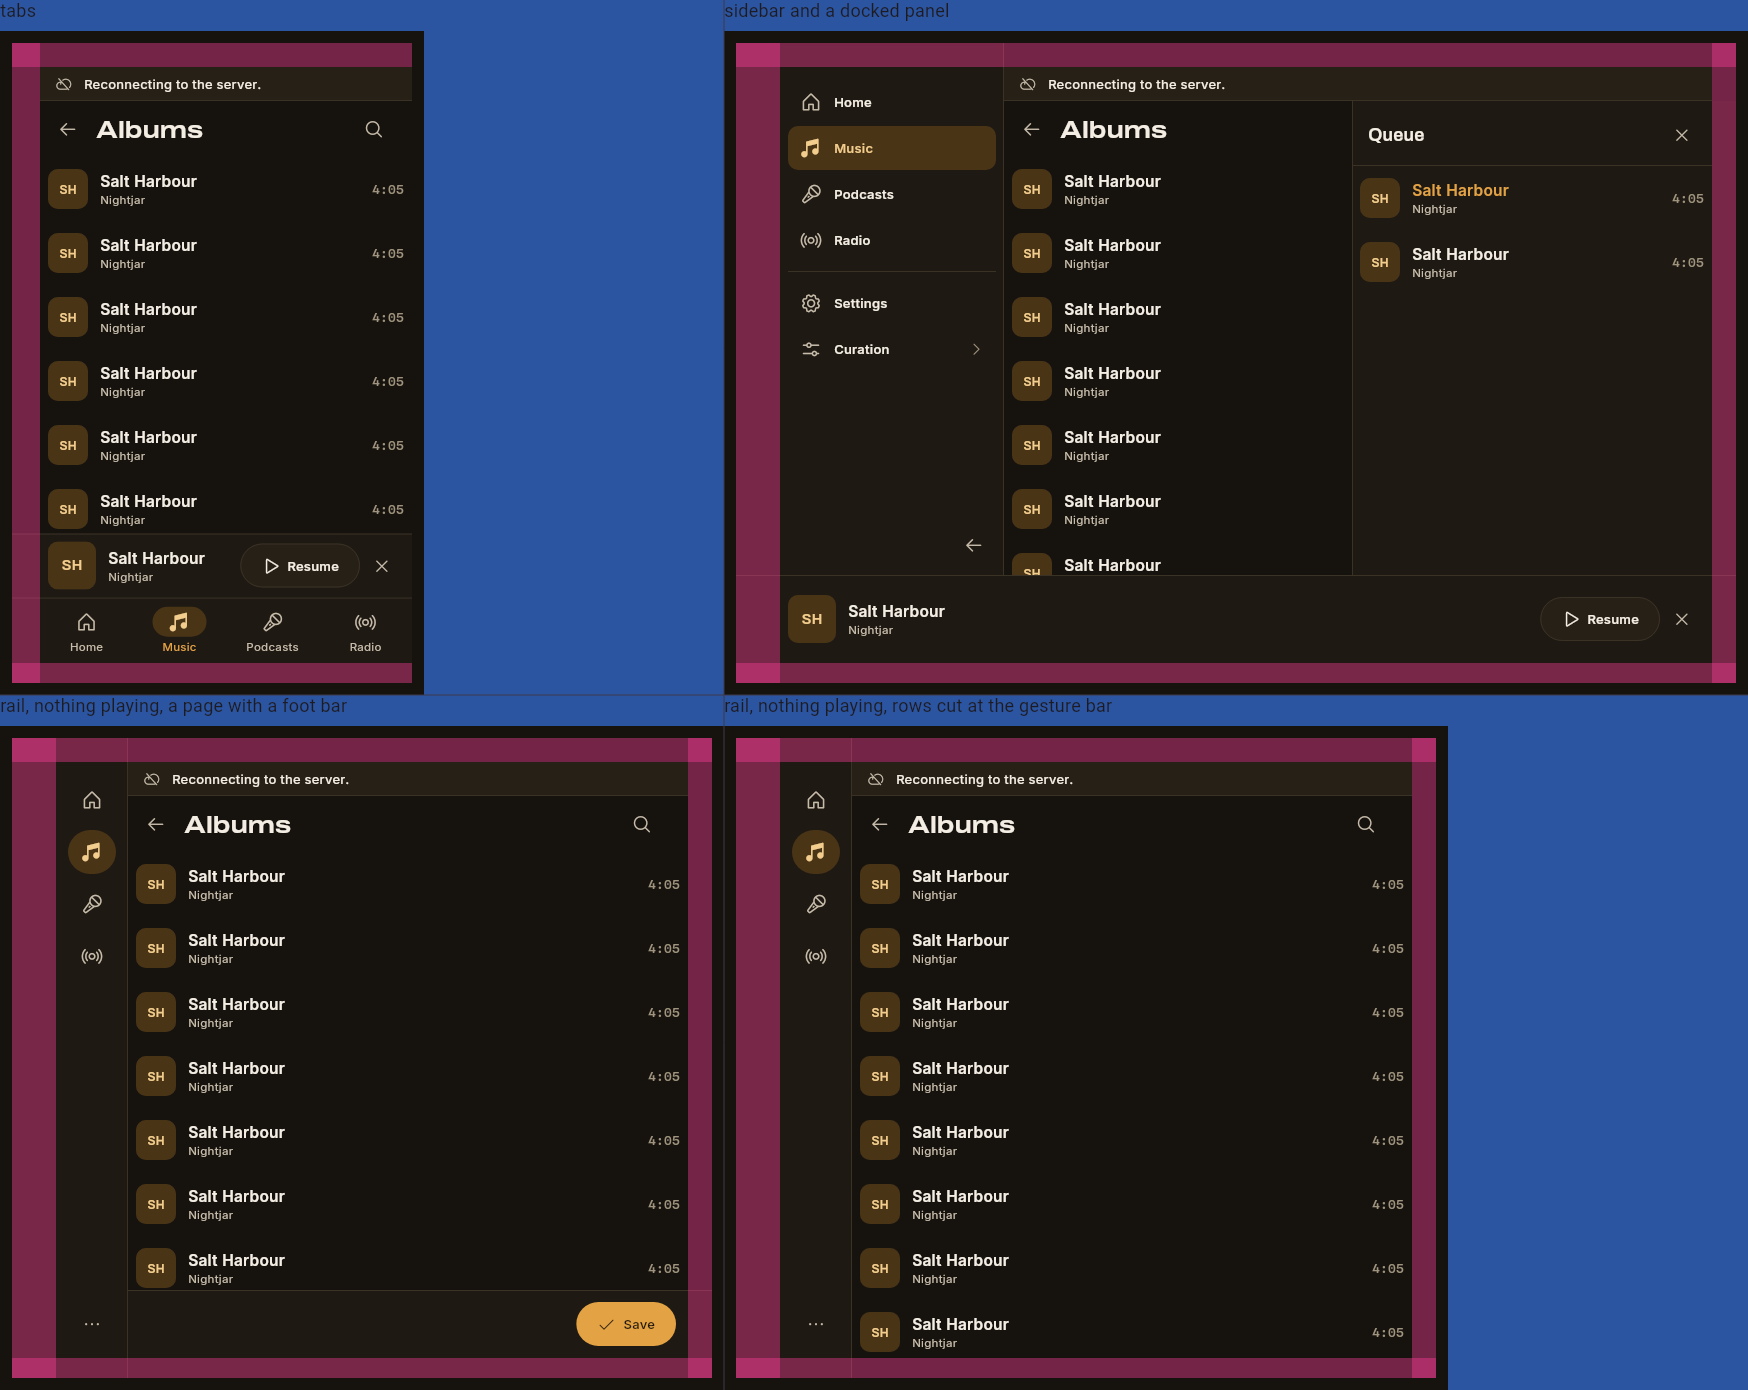 tabs
Reconnecting to the server.
Albums
SH Salt Harbour 4:05
Nightjar
SH Salt Harbour 4:05
Nightjar
SH Salt Harbour 4:05
Nightjar
SH Salt Harbour 4:05
Nightjar
SH Salt Harbour 4:05
Nightjar
SH Salt Harbour 4:05
Nightjar
SH Salt Harbour Resume
Nightjar
Home Music Podcasts Radio
sidebar and a docked panel
Home
Music
Podcasts
Radio
Settings
Curation
Reconnecting to the server.
Albums
SH Salt Harbour
Nightjar
SH Salt Harbour
Nightjar
SH Salt Harbour
Nightjar
SH Salt Harbour
Nightjar
SH Salt Harbour
Nightjar
SH Salt Harbour
Nightjar
SH Salt Harbour
Queue
SH Salt Harbour 4:05
Nightjar
SH Salt Harbour 4:05
Nightjar
SH Salt Harbour Resume
Nightjar
rail, nothing playing, a page with a foot bar
Reconnecting to the server.
Albums
SH Salt Harbour 4:05
Nightjar
SH Salt Harbour 4:05
Nightjar
SH Salt Harbour 4:05
Nightjar
SH Salt Harbour 4:05
Nightjar
SH Salt Harbour 4:05
Nightjar
SH Salt Harbour 4:05
Nightjar
SH Salt Harbour 4:05
Nightjar
Save
rail, nothing playing, rows cut at the gesture bar
Reconnecting to the server.
Albums
SH Salt Harbour 4:05
Nightjar
SH Salt Harbour 4:05
Nightjar
SH Salt Harbour 4:05
Nightjar
SH Salt Harbour 4:05
Nightjar
SH Salt Harbour 4:05
Nightjar
SH Salt Harbour 4:05
Nightjar
SH Salt Harbour 4:05
Nightjar
SH Salt Harbour 4:05
Nightjar